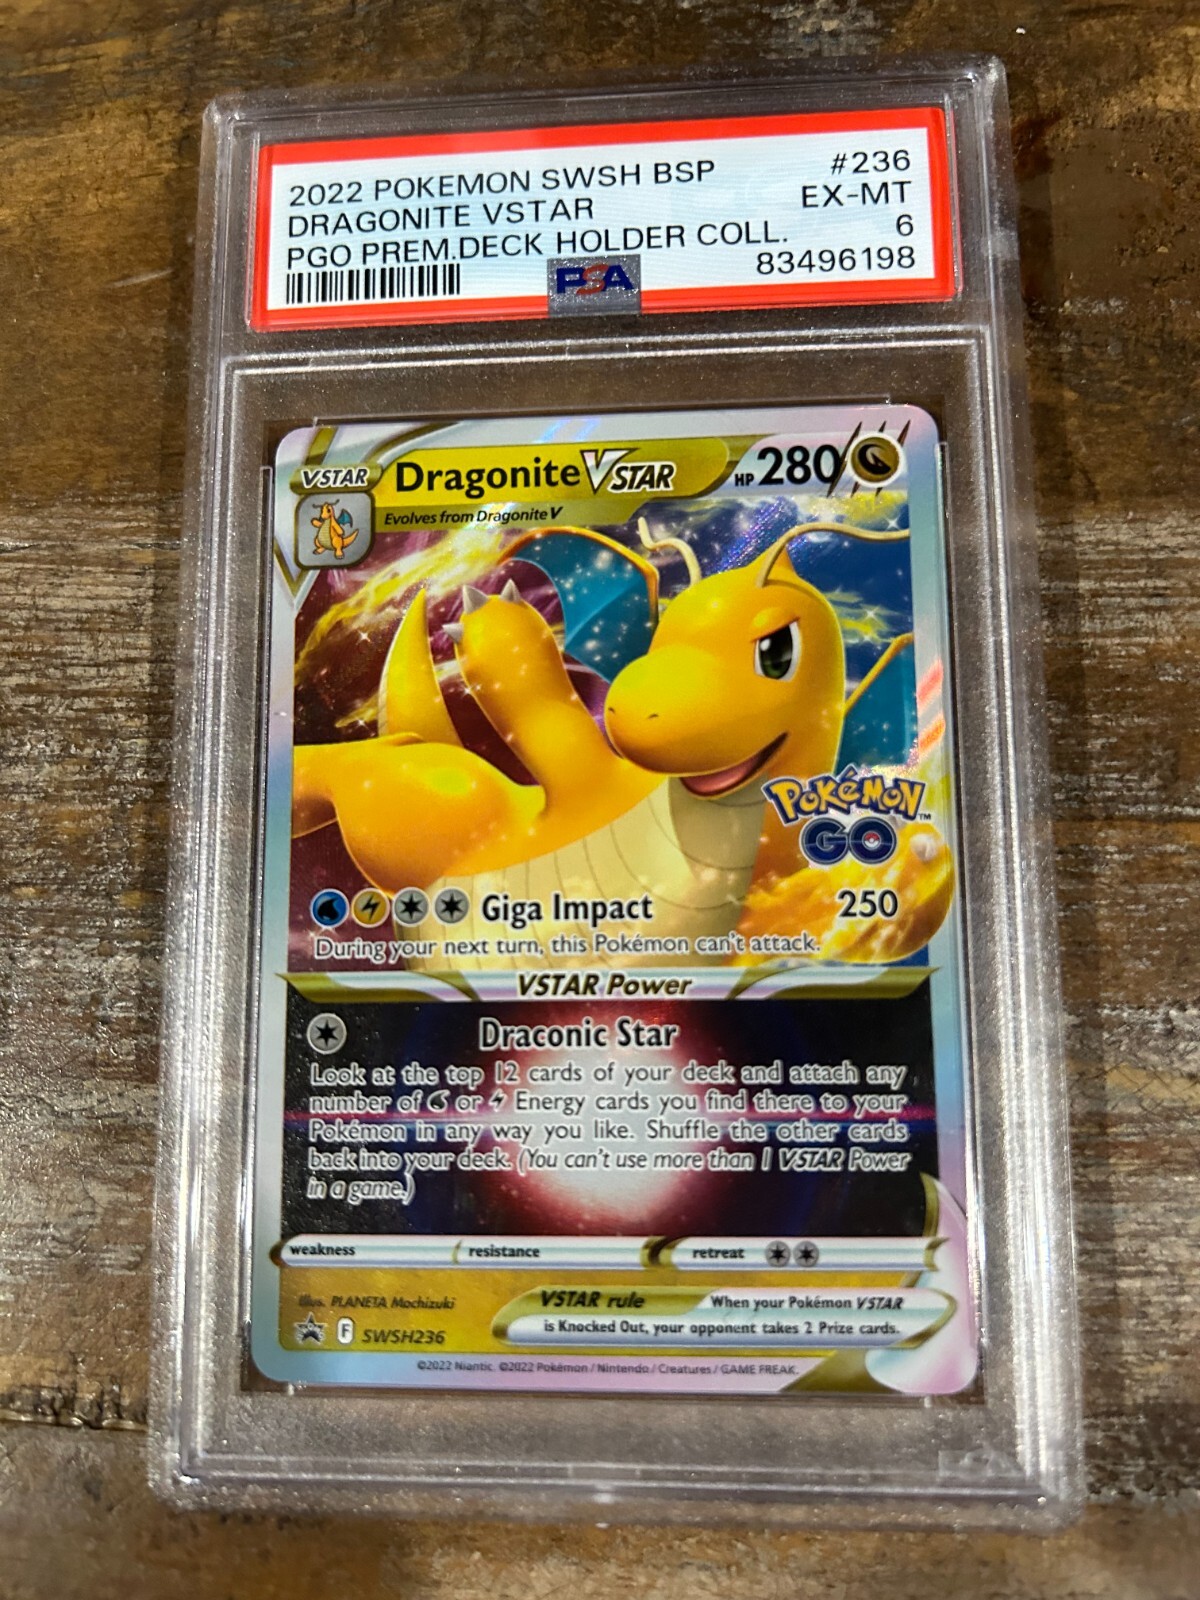 2022 POKEMON SWSH BSP #236
DRAGONITE VSTAR EX-MT
PGO PREM.DECK HOLDER COLL. 6
PSA 83496198
VSTAR Dragonite VSTAR HP 280
Evolves from Dragonite V
POKéMON™
GO
Giga Impact 250
During your next turn, this Pokémon can't attack.
VSTAR Power
Draconic Star
Look at the top 12 cards of your deck and attach any
number of or Energy cards you find there to your
Pokémon in any way you like. Shuffle the other cards
back into your deck. (You can't use more than 1 VSTAR Power
in a game.)
weakness resistance retreat
Illus. PLANETA Mochizuki
VSTAR rule When your Pokémon VSTAR
is Knocked Out, your opponent takes 2 Prize cards.
F SWSH236
©2022 Niantic. ©2022 Pokémon / Nintendo / Creatures / GAME FREAK.